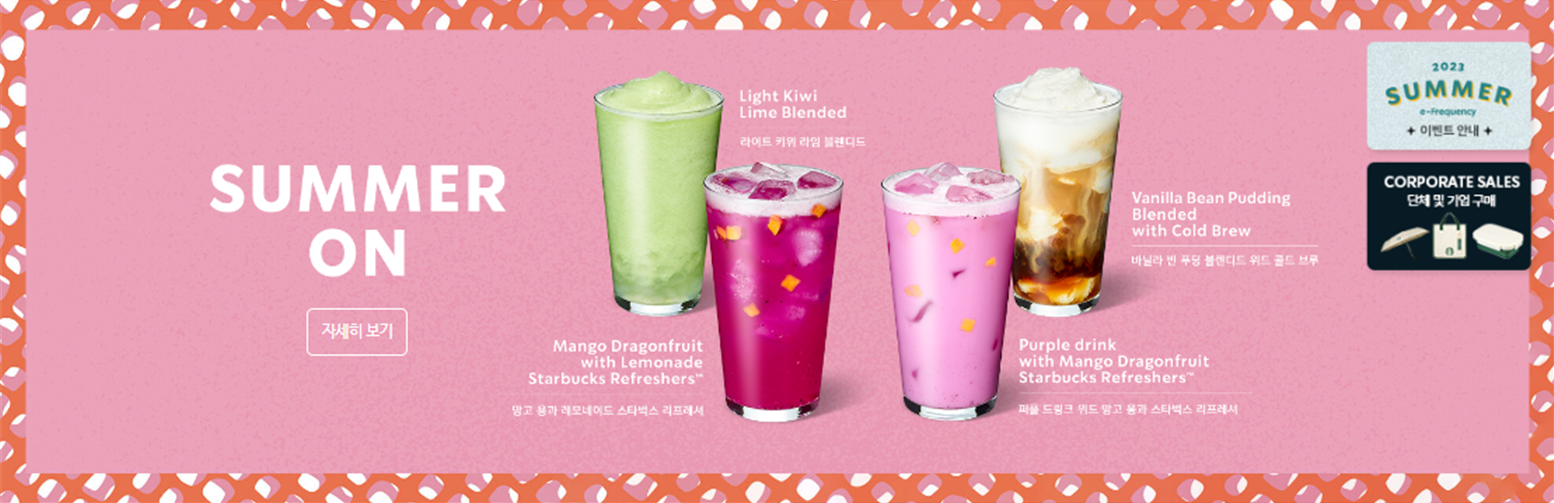 SUMMER
ON
자세히 보기
Light Kiwi
Lime Blended
라이트 키위 라임 블렌디드
Mango Dragonfruit
with Lemonade
Starbucks Refreshers™
망고 용과 레모네이드 스타벅스 리프레셔
Vanilla Bean Pudding
Blended
with Cold Brew
바닐라 빈 푸딩 블렌디드 위드 콜드 브루
Purple drink
with Mango Dragonfruit
Starbucks Refreshers™
퍼플 드링크 위드 망고 용과 스타벅스 리프레셔
2023
SUMMER
e-Frequency
이벤트 안내
CORPORATE SALES
단체 및 기업 구매